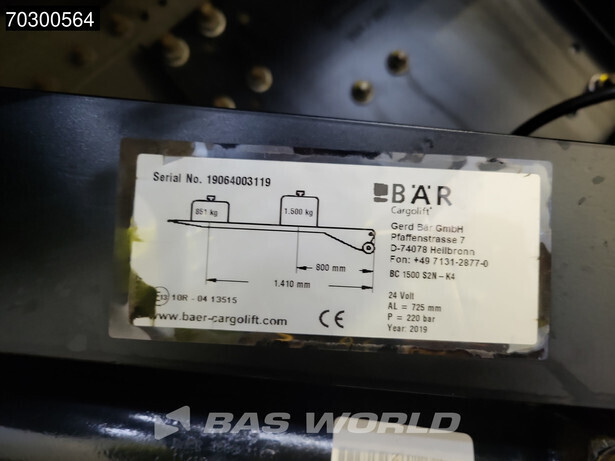 70300564
Serial No. 19064003119
BÄR
Cargolift
851 kg
1.500 kg
Gerd Bär GmbH
Pfaffenstrasse 7
D-74078 Heilbronn
Fon: +49 7131-2877-0
800 mm
BC 1500 S2N - K4
1.410 mm
24 Volt
10R - 04 13515
AL = 725 mm
P = 220 bar
www.baer-cargolift.com
CE
Year: 2019
BAS WORLD